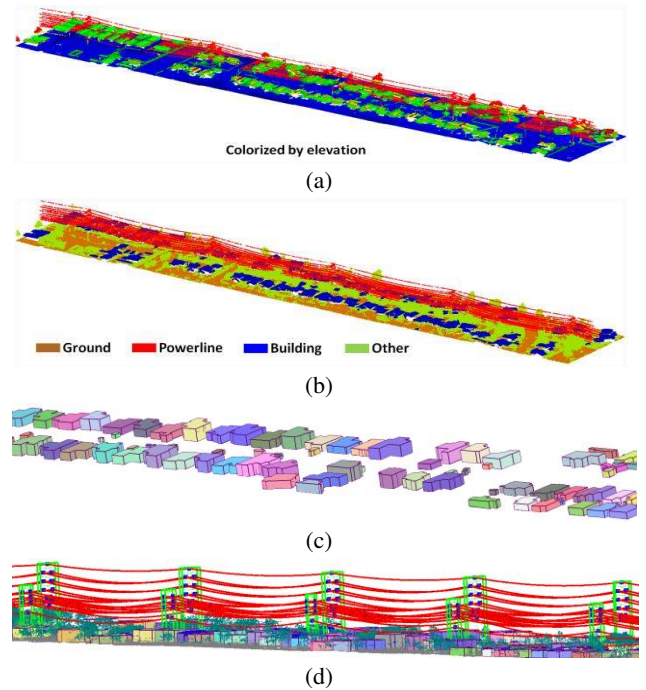 Colorized by elevation
(a)
Ground Powerline Building Other
(b)
(c)
(d)